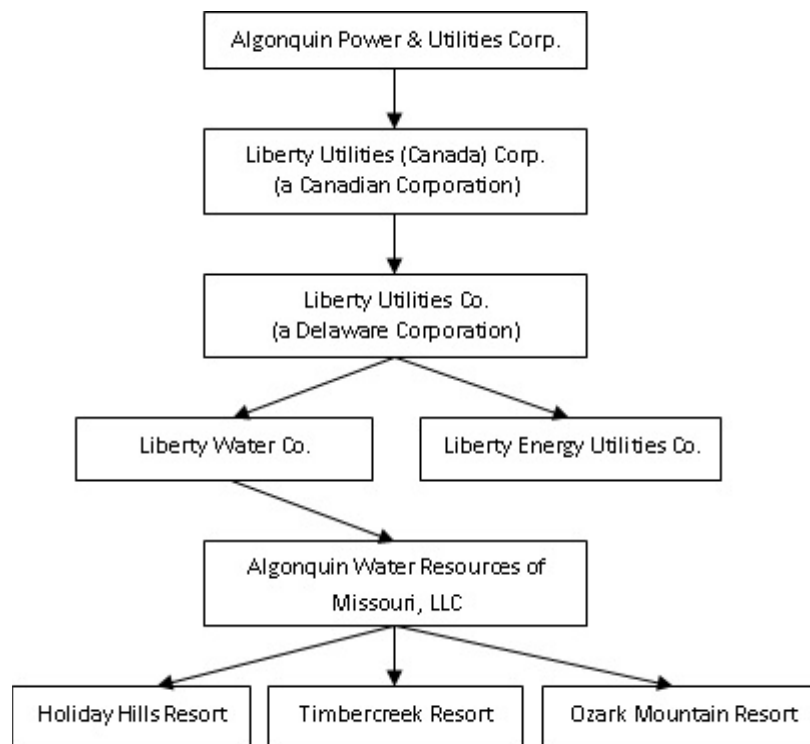 Algonquin Power & Utilities Corp.
Liberty Utilities (Canada) Corp.
(a Canadian Corporation)
Liberty Utilities Co.
(a Delaware Corporation)
Liberty Water Co.
Liberty Energy Utilities Co.
Algonquin Water Resources of
Missouri, LLC
Holiday Hills Resort
Timbercreek Resort
Ozark Mountain Resort